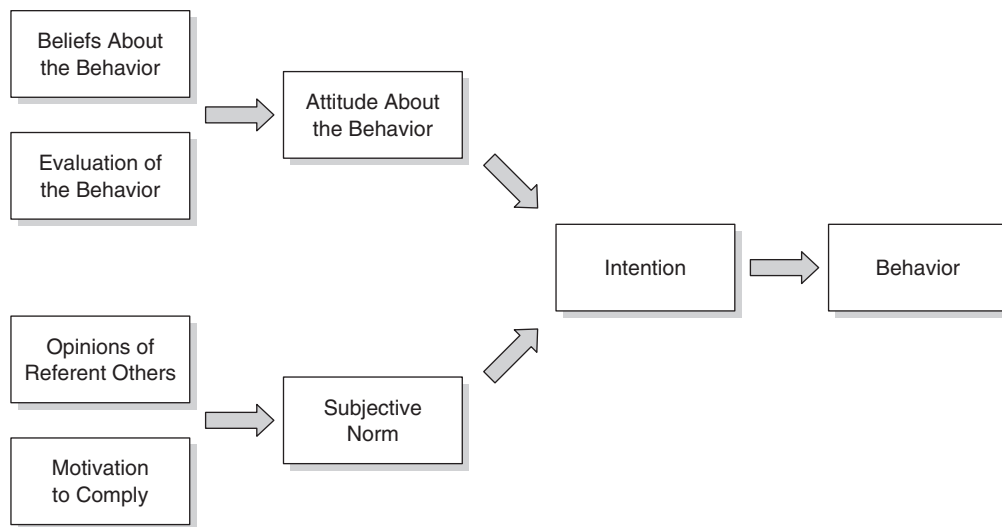 Beliefs About
the Behavior
Evaluation of
the Behavior
Attitude About
the Behavior
Opinions of
Referent Others
Motivation
to Comply
Subjective
Norm
Intention
Behavior